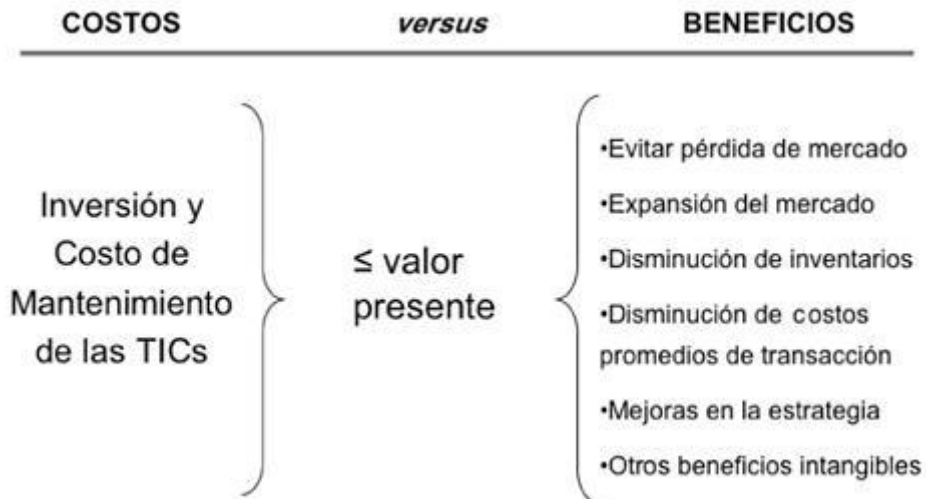 COSTOS versus BENEFICIOS
Inversión y
Costo de
Mantenimiento
de las TICs
≤ valor
presente
•Evitar pérdida de mercado
•Expansión del mercado
•Disminución de inventarios
•Disminución de costos
promedios de transacción
•Mejoras en la estrategia
•Otros beneficios intangibles